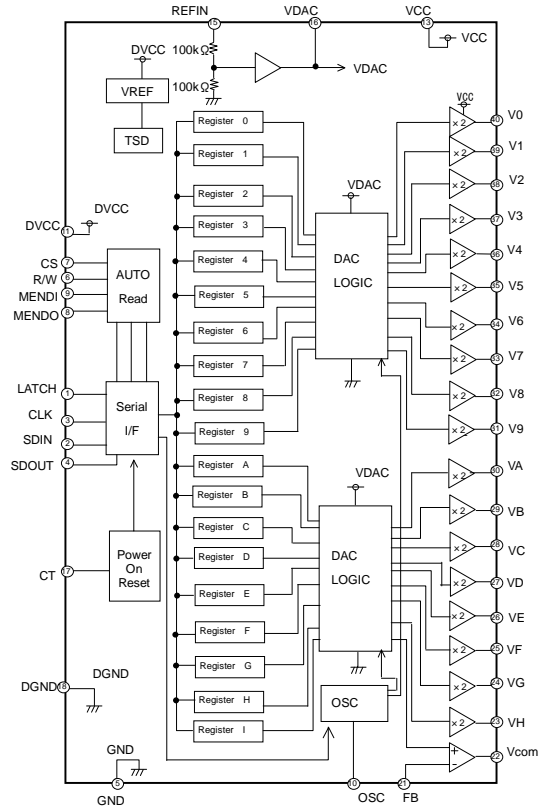 REFIN VDAC VCC
15 16 13
DVCC 100kΩ VCC
VREF 100kΩ VDAC
TSD
VCC
Register 0 ×2 40 V0
Register 1 ×2 39 V1
Register 2 ×2 38 V2
VDAC
Register 3 ×2 37 V3
DVCC
11 DVCC
Register 4 DAC LOGIC ×2 36 V4
CS 7 AUTO Read
R/W 6
MENDI 9
MENDO 8
Register 5 ×2 35 V5
Register 6 ×2 34 V6
Register 7 ×2 33 V7
Register 8 ×2 32 V8
LATCH 1 Serial I/F
CLK 3
SDIN 2
SDOUT 4
Register 9 ×2 31 V9
Register A ×2 30 VA
VDAC
Register B ×2 29 VB
Register C ×2 28 VC
Register D DAC LOGIC ×2 27 VD
CT 17 Power On Reset
Register E ×2 26 VE
Register F ×2 25 VF
Register G ×2 24 VG
DGND 18 DGND
Register H OSC ×2 23 VH
Register I + - 22 Vcom
GND
5 10 21
GND OSC FB